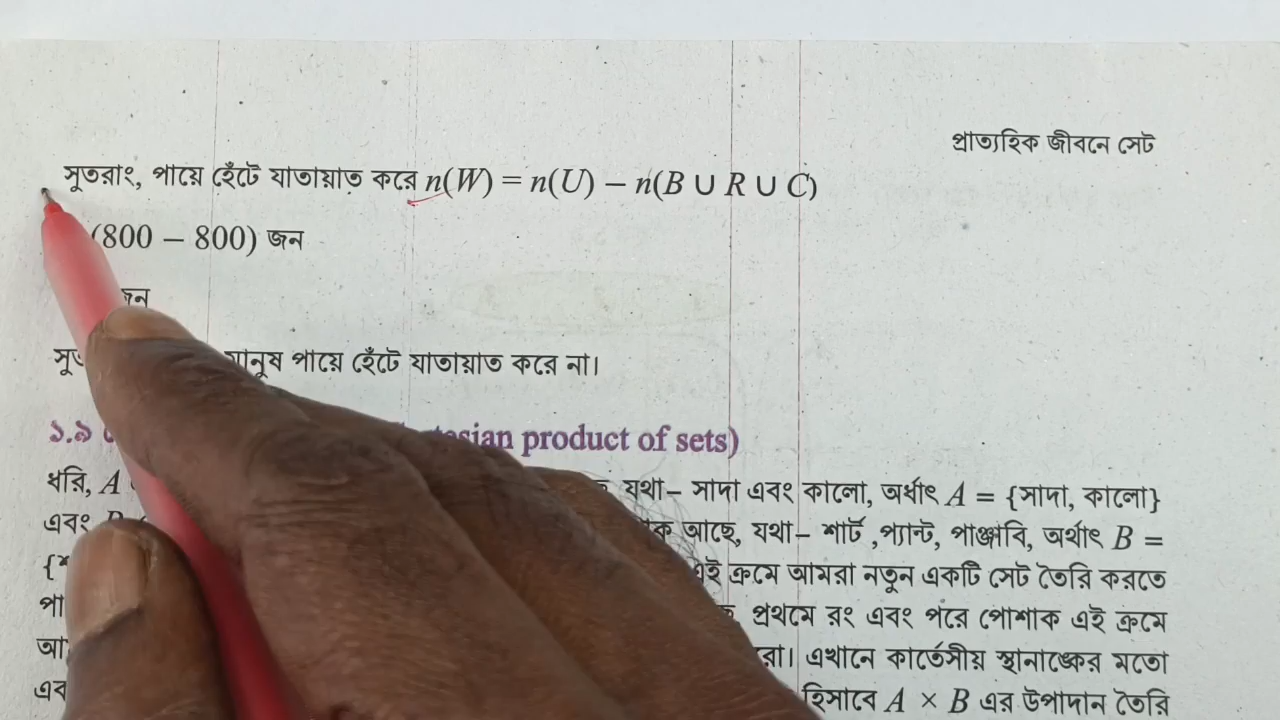 প্রাত্যহিক জীবনে সেট
সুতরাং, পায়ে হেঁটে যাতায়াত করে n(W) = n(U) − n(B ∪ R ∪ C)
(800 − 800) জন
জন
মানুষ পায়ে হেঁটে যাতায়াত করে না।
১.৯ product of sets)
ধরি, A যথা– সাদা এবং কালো, অর্থাৎ A = {সাদা, কালো}
এবং আছে, যথা– শার্ট ,প্যান্ট, পাঞ্জাবি, অর্থাৎ B =
এই ক্রমে আমরা নতুন একটি সেট তৈরি করতে
প্রথমে রং এবং পরে পোশাক এই ক্রমে
এখানে কার্তেসীয় স্থানাঙ্কের মতো
হিসাবে A × B এর উপাদান তৈরি